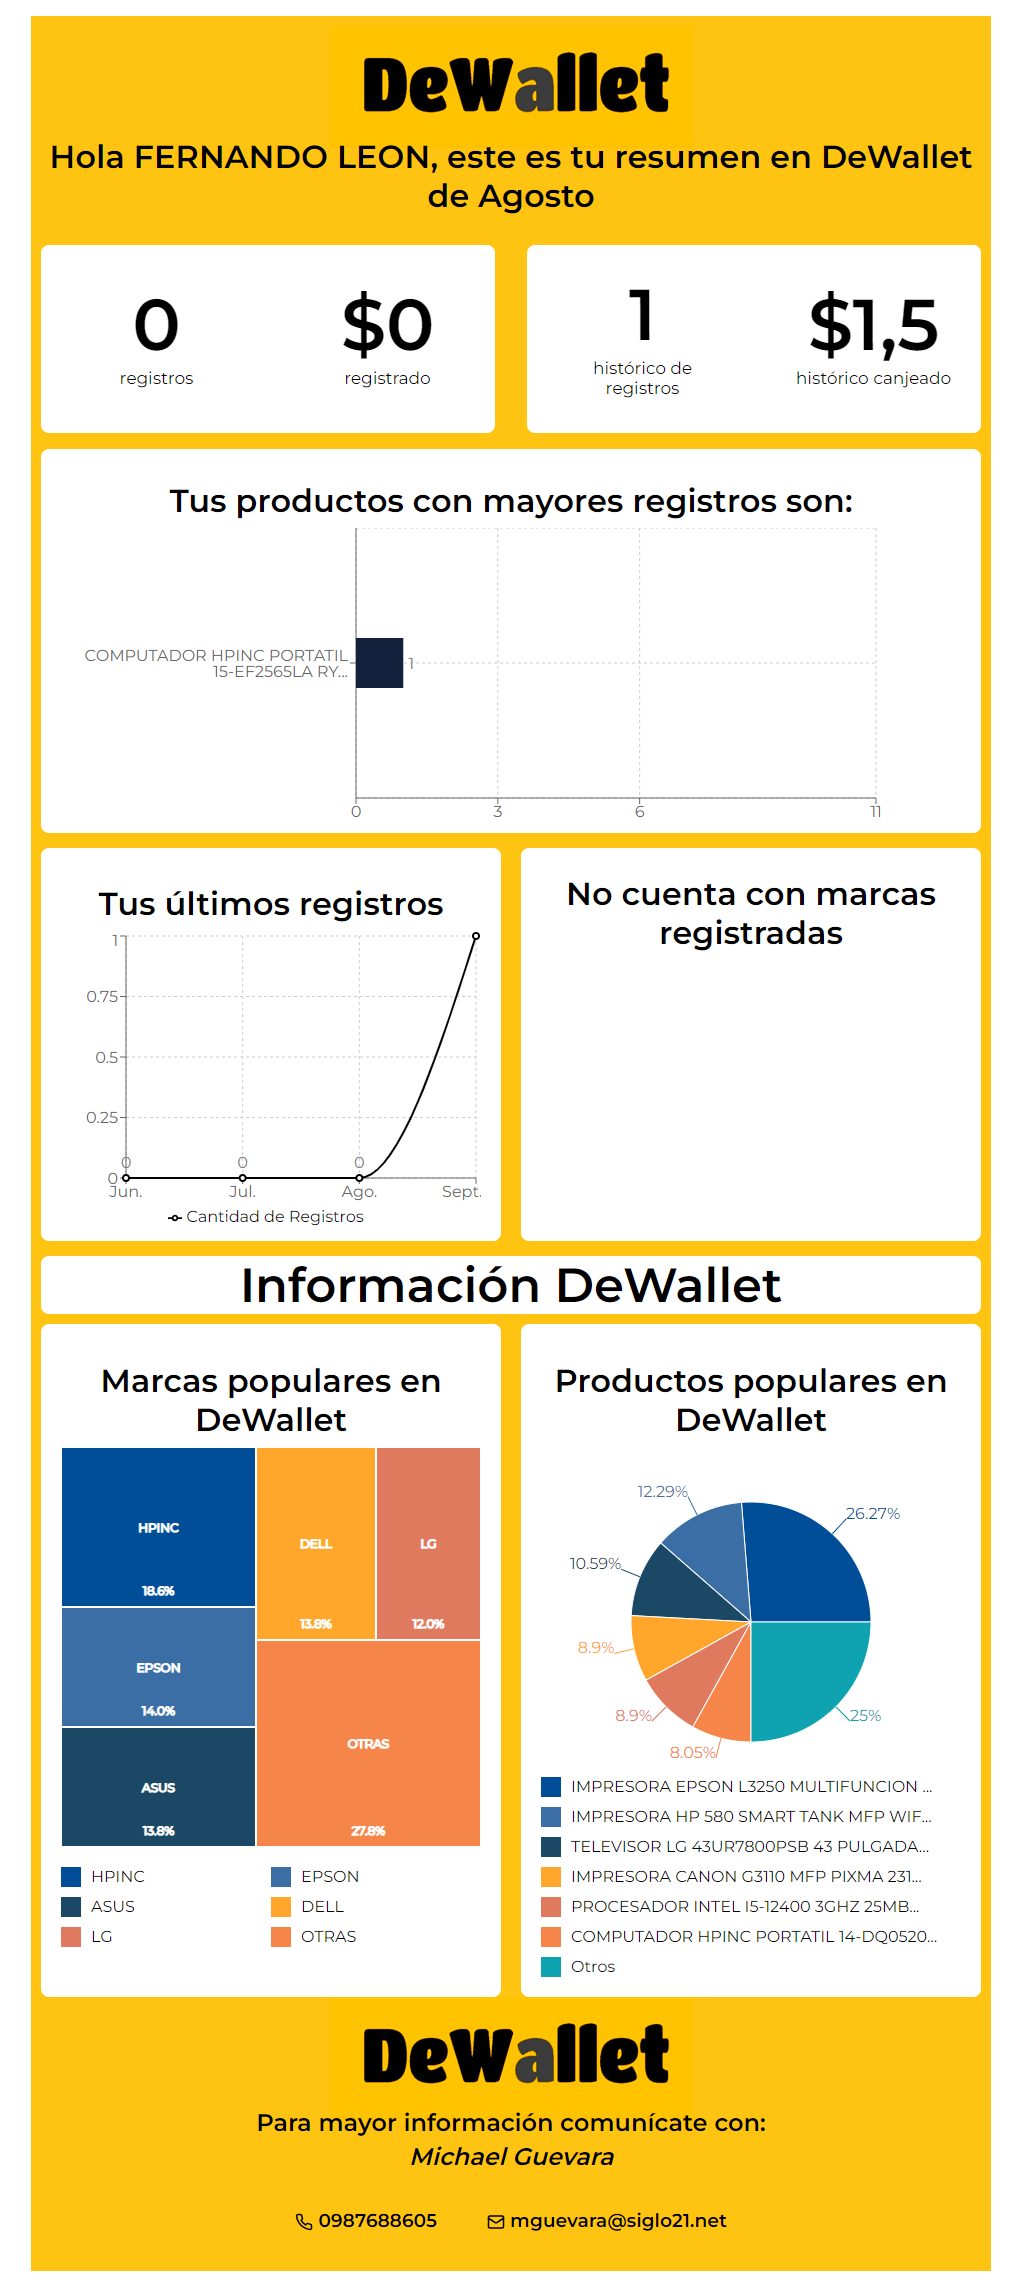 DeWallet
Hola FERNANDO LEON, este es tu resumen en DeWallet
de Agosto
0
registros
$0
registrado
1
histórico de
registros
$1,5
histórico canjeado
Tus productos con mayores registros son:
COMPUTADOR HPINC PORTATIL
15-EF2565LA RY...
1
0
3
6
11
Tus últimos registros
1
0.75
0.5
0.25
0
0
0
0
Jun.
Jul.
Ago.
Sept.
Cantidad de Registros
No cuenta con marcas
registradas
Información DeWallet
Marcas populares en
DeWallet
HPINC
18.6%
EPSON
14.0%
ASUS
13.8%
DELL
13.8%
LG
12.0%
OTRAS
27.8%
HPINC
EPSON
ASUS
DELL
LG
OTRAS
Productos populares en
DeWallet
12.29%
26.27%
10.59%
8.9%
8.9%
8.05%
25%
IMPRESORA EPSON L3250 MULTIFUNCION ...
IMPRESORA HP 580 SMART TANK MFP WIF...
TELEVISOR LG 43UR7800PSB 43 PULGADA...
IMPRESORA CANON G3110 MFP PIXMA 231...
PROCESADOR INTEL I5-12400 3GHZ 25MB...
COMPUTADOR HPINC PORTATIL 14-DQ0520...
Otros
DeWallet
Para mayor información comunícate con:
Michael Guevara
0987688605
mguevara@siglo21.net